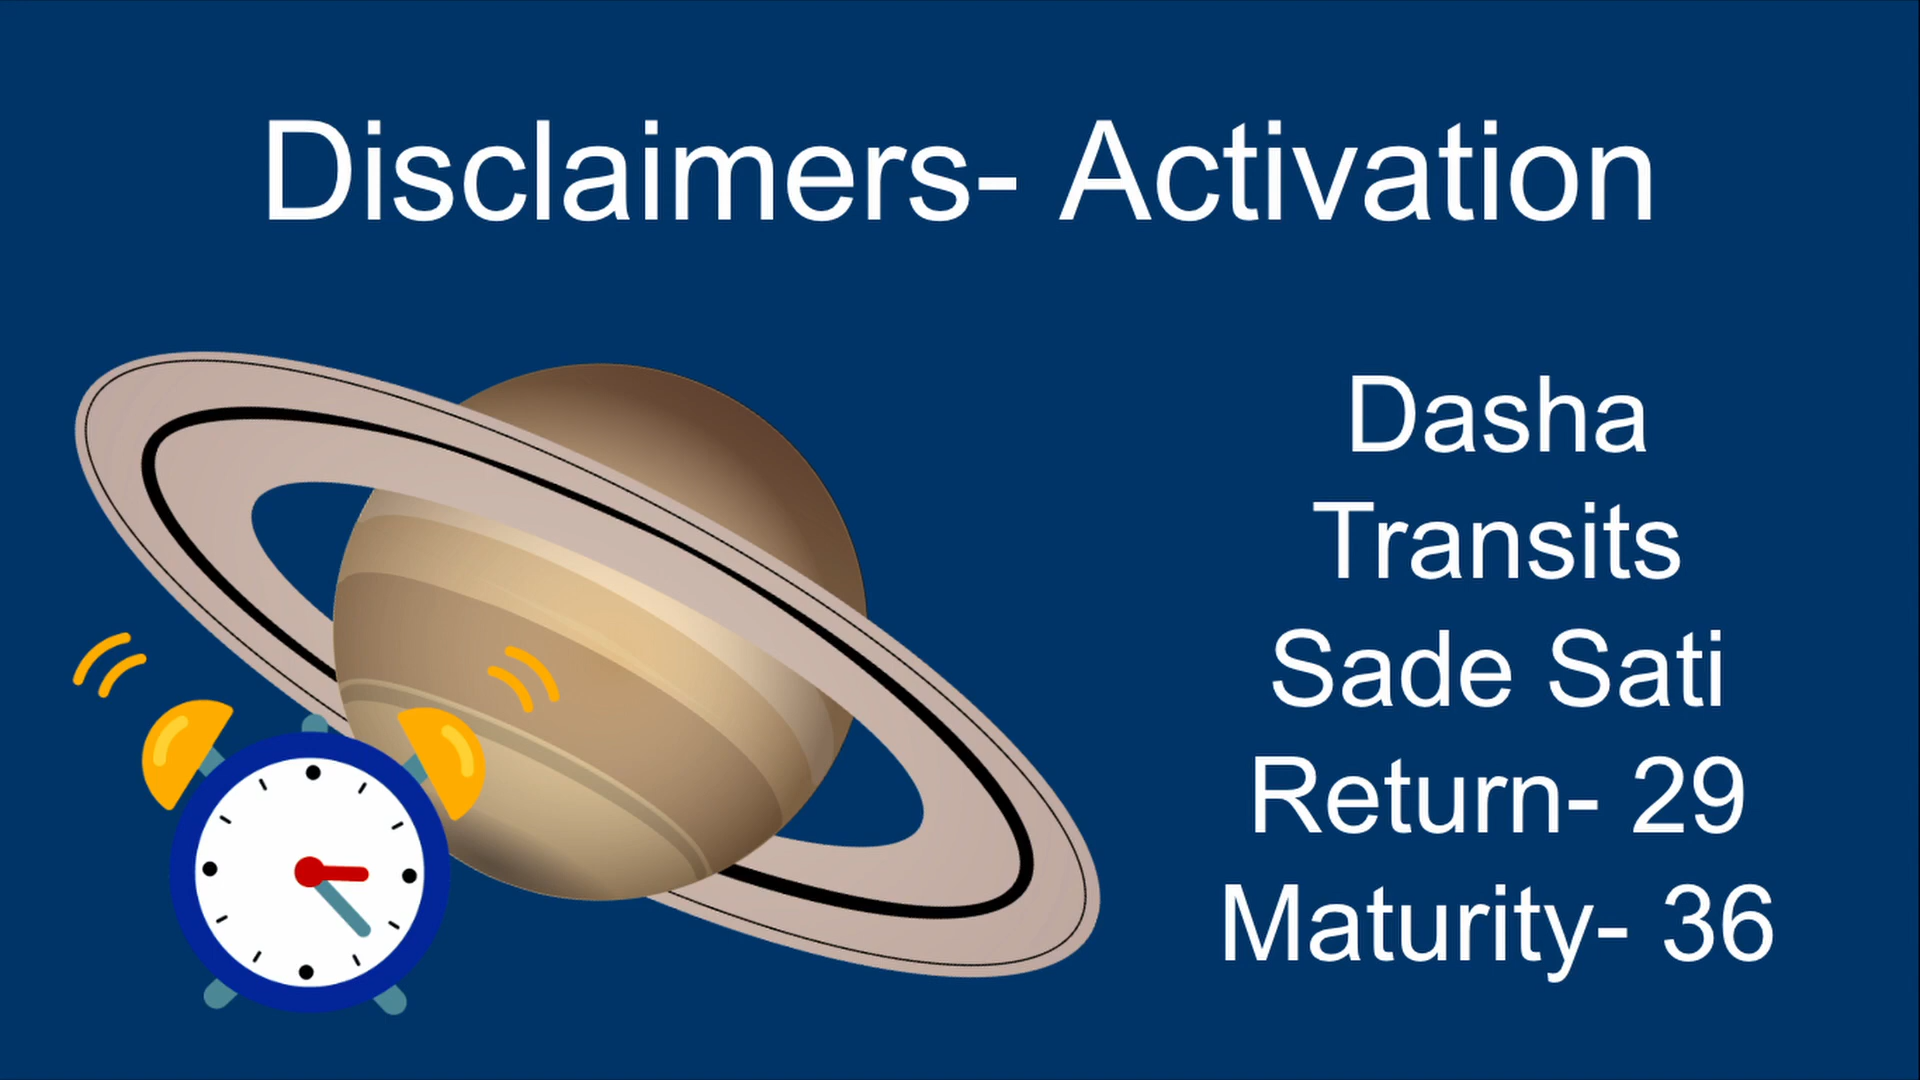 Disclaimers- Activation
Dasha
Transits
Sade Sati
Return- 29
Maturity- 36